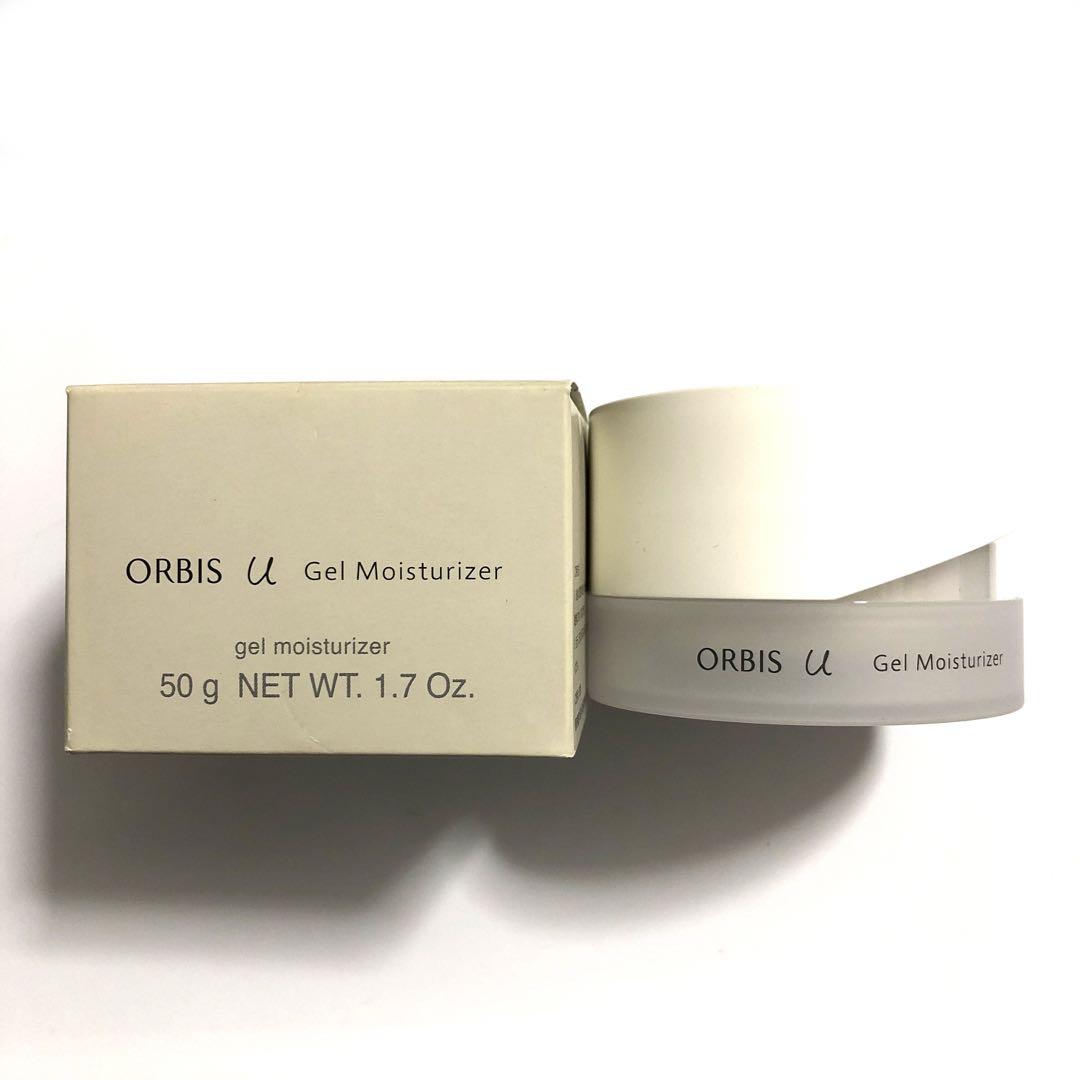 ORBIS u Gel Moisturizer
gel moisturizer
50 g NET WT. 1.7 Oz.
ORBIS u Gel Moisturizer